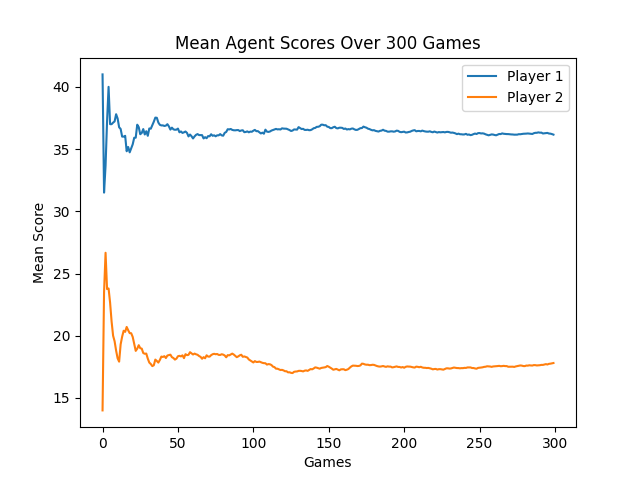 Mean Agent Scores Over 300 Games
Player 1
Player 2
Mean Score
40
35
30
25
20
15
0 50 100 150 200 250 300
Games